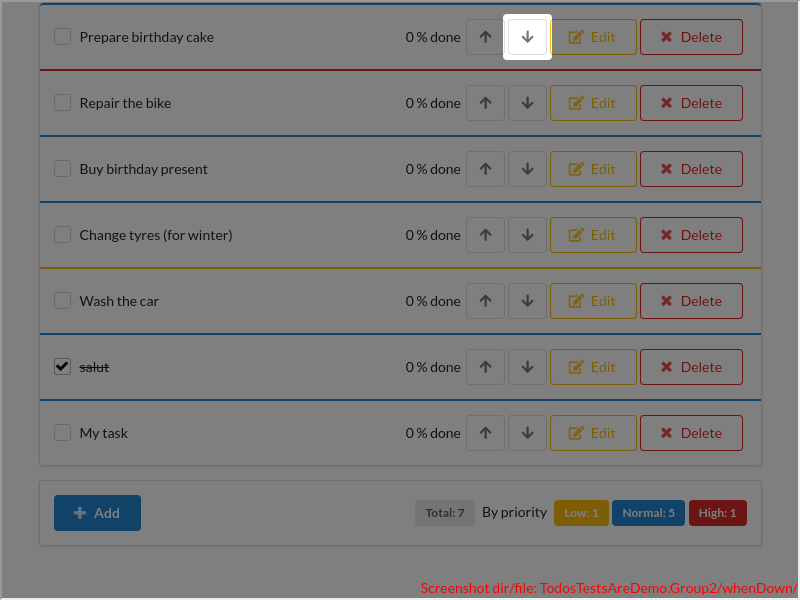 Prepare birthday cake 0 % done Edit Delete
Repair the bike 0 % done Edit Delete
Buy birthday present 0 % done Edit Delete
Change tyres (for winter) 0 % done Edit Delete
Wash the car 0 % done Edit Delete
salut 0 % done Edit Delete
My task 0 % done Edit Delete
Add Total: 7 By priority Low: 1 Normal: 5 High: 1
Screenshot dir/file: TodosTestsAreDemo.Group2/whenDown/